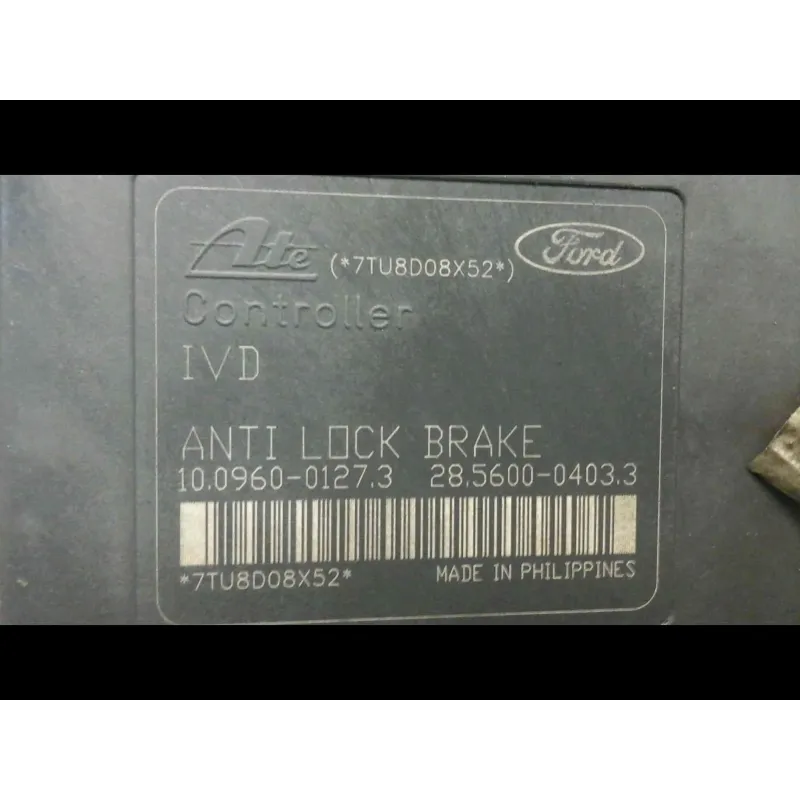 Ate (*7TU8D08X52*) Ford
Controller
IVD
ANTI LOCK BRAKE
10.0960-0127.3 28.5600-0403.3
*7TU8D08X52* MADE IN PHILIPPINES